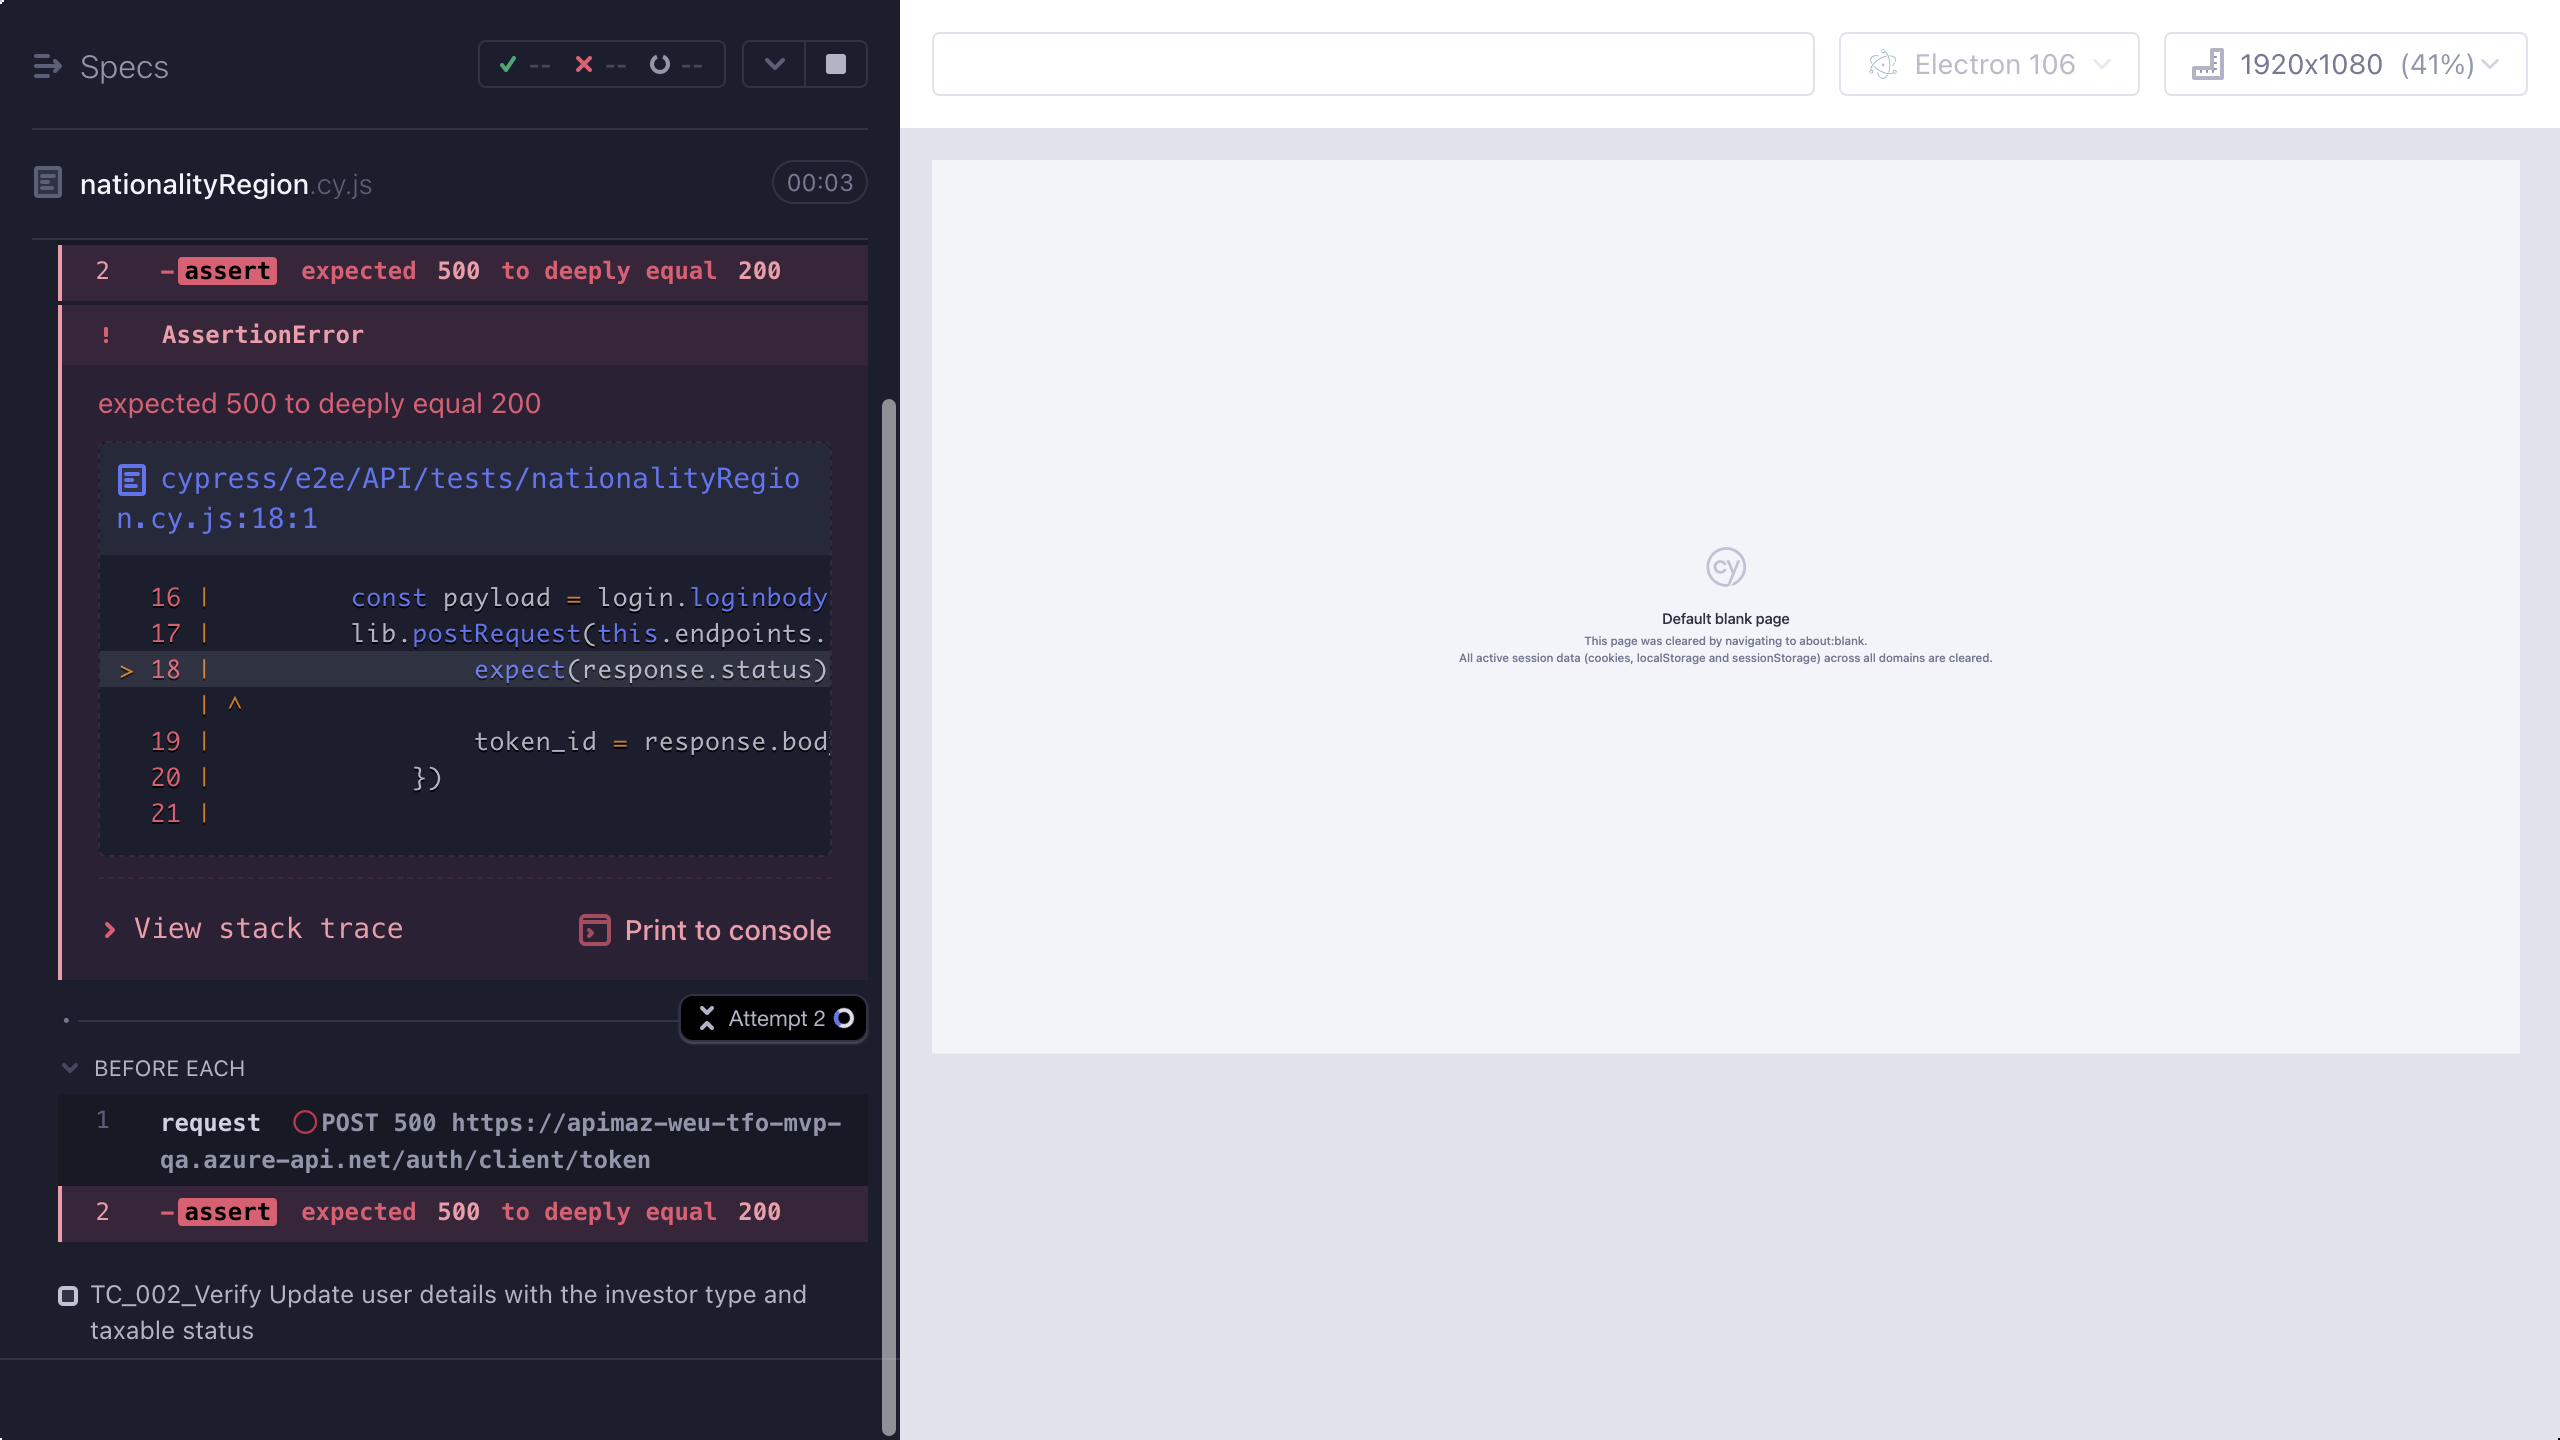 Specs
-- -- --
nationalityRegion.cy.js 00:03
2 -assert expected 500 to deeply equal 200
! AssertionError
expected 500 to deeply equal 200
cypress/e2e/API/tests/nationalityRegio
n.cy.js:18:1
16 | const payload = login.loginbody
17 | lib.postRequest(this.endpoints.
> 18 | expect(response.status)
| ^
19 | token_id = response.bod
20 | })
21 |
View stack trace
Print to console
Attempt 2
BEFORE EACH
1 request POST 500 https://apimaz-weu-tfo-mvp-
qa.azure-api.net/auth/client/token
2 -assert expected 500 to deeply equal 200
TC_002_Verify Update user details with the investor type and
taxable status
Electron 106
1920x1080 (41%)
cy
Default blank page
This page was cleared by navigating to about:blank.
All active session data (cookies, localStorage and sessionStorage) across all domains are cleared.